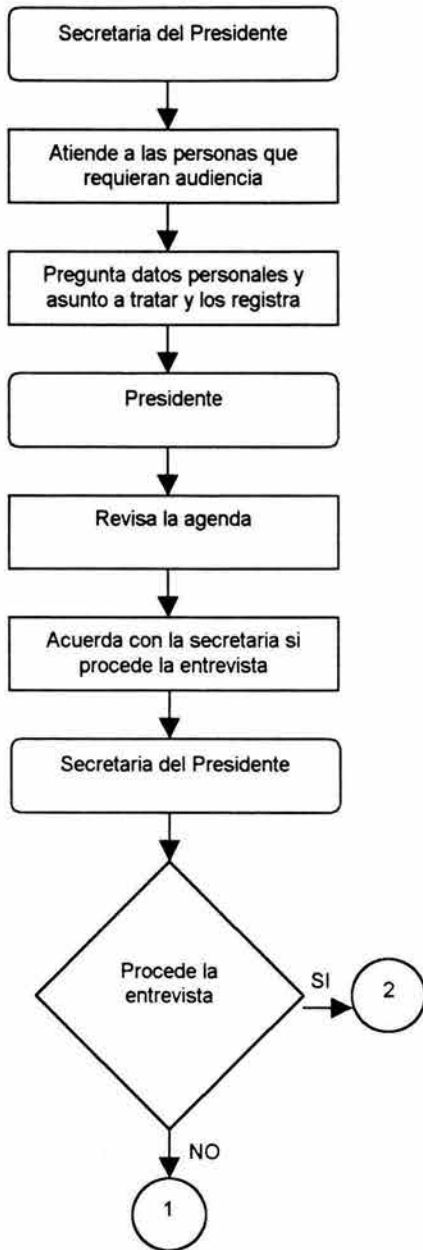 Secretaria del Presidente
Atiende a las personas que
requieran audiencia
Pregunta datos personales y
asunto a tratar y los registra
Presidente
Revisa la agenda
Acuerda con la secretaria si
procede la entrevista
Secretaria del Presidente
Procede la
entrevista
SI
2
NO
1